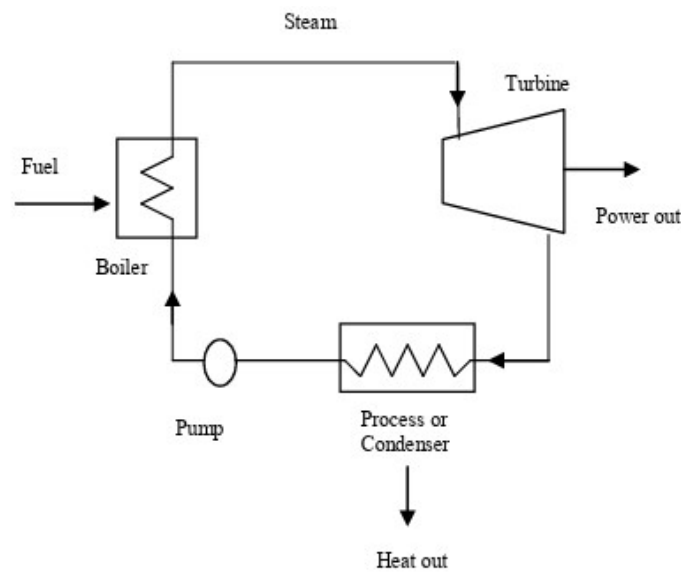 Steam
Turbine
Fuel
Power out
Boiler
Pump
Process or
Condenser
Heat out